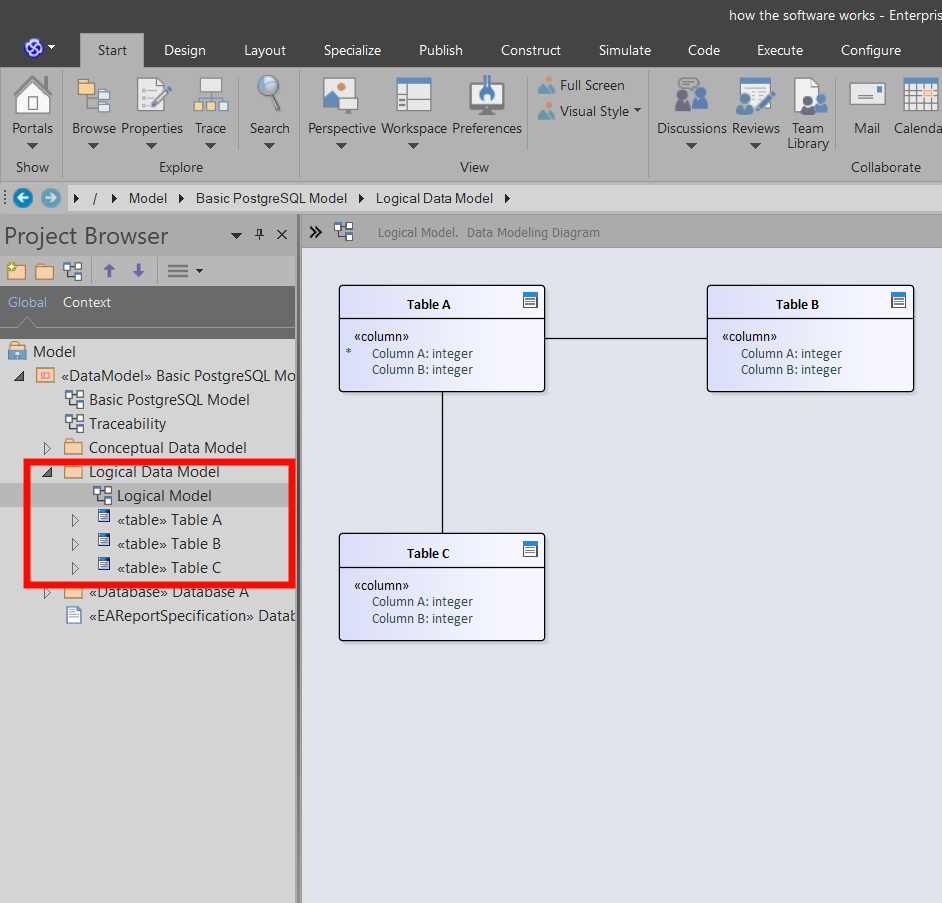 how the software works - Enterpris
Start Design Layout Specialize Publish Construct Simulate Code Execute Configure
Portals Browse Properties Trace Search Perspective Workspace Preferences Full Screen Visual Style Discussions Reviews Team Library Mail Calenda
Show Explore View Collaborate
/ Model Basic PostgreSQL Model Logical Data Model
Project Browser
Global Context
Model
«DataModel» Basic PostgreSQL Mo
Basic PostgreSQL Model
Traceability
Conceptual Data Model
Logical Data Model
Logical Model
«table» Table A
«table» Table B
«table» Table C
«Database» Database A
«EAReportSpecification» Datab
Logical Model. Data Modeling Diagram
Table A
«column»
* Column A: integer
Column B: integer
Table B
«column»
Column A: integer
Column B: integer
Table C
«column»
Column A: integer
Column B: integer